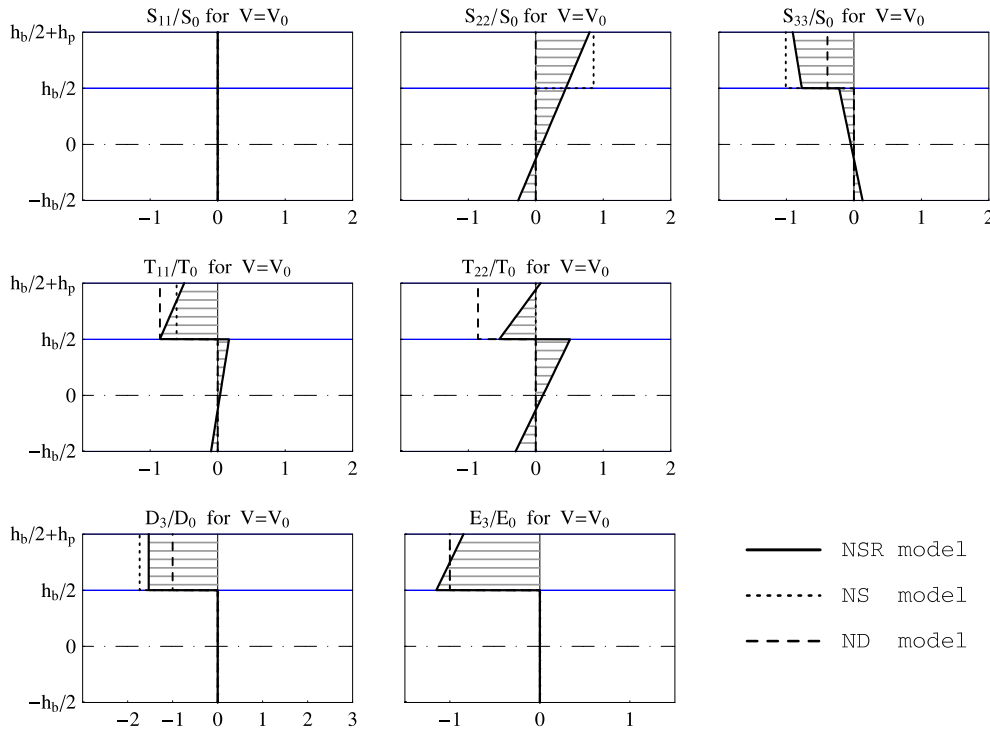 S11/S0 for V=V0
S22/S0 for V=V0
S33/S0 for V=V0
hb/2+hp
hb/2
0
−hb/2
−1 0 1 2
−1 0 1 2
−1 0 1 2
T11/T0 for V=V0
T22/T0 for V=V0
hb/2+hp
hb/2
0
−hb/2
−1 0 1 2
−1 0 1 2
D3/D0 for V=V0
E3/E0 for V=V0
hb/2+hp
hb/2
0
−hb/2
−2 −1 0 1 2 3
−1 0 1
NSR model
NS model
ND model